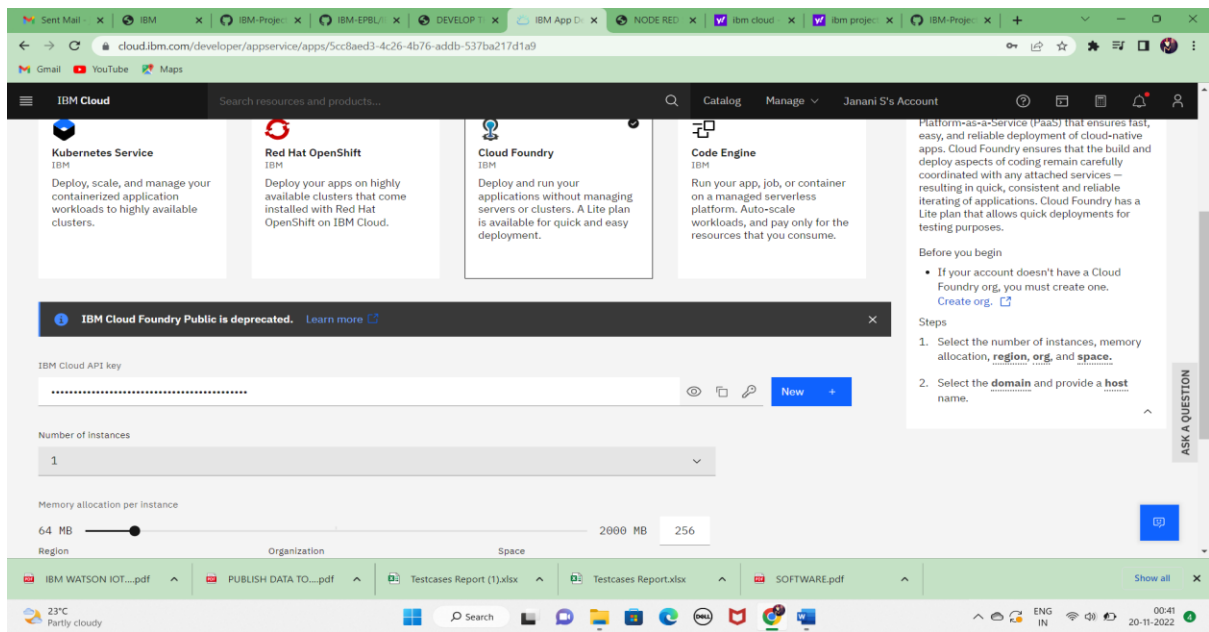 Sent Mail -
IBM
IBM-Project
IBM-EPBL/I
DEVELOP T
IBM App De
NODE RED
ibm cloud -
ibm project
IBM-Project
cloud.ibm.com/developer/appservice/apps/5cc8aed3-4c26-4b76-addb-537ba217d1a9
Gmail
YouTube
Maps
IBM Cloud
Search resources and products...
Catalog
Manage
Janani S's Account
Kubernetes Service
IBM
Deploy, scale, and manage your
containerized application
workloads to highly available
clusters.
Red Hat OpenShift
IBM
Deploy your apps on highly
available clusters that come
installed with Red Hat
OpenShift on IBM Cloud.
Cloud Foundry
IBM
Deploy and run your
applications without managing
servers or clusters. A Lite plan
is available for quick and easy
deployment.
Code Engine
IBM
Run your app, job, or container
on a managed serverless
platform. Auto-scale
workloads, and pay only for the
resources that you consume.
Platform-as-a-Service (PaaS) that ensures fast,
easy, and reliable deployment of cloud-native
apps. Cloud Foundry ensures that the build and
deploy aspects of coding remain carefully
coordinated with any attached services —
resulting in quick, consistent and reliable
iterating of applications. Cloud Foundry has a
Lite plan that allows quick deployments for
testing purposes.
Before you begin
• If your account doesn't have a Cloud
Foundry org, you must create one.
Create org.
Steps
1. Select the number of instances, memory
allocation, region, org, and space.
2. Select the domain and provide a host
name.
IBM Cloud Foundry Public is deprecated. Learn more
IBM Cloud API key
New +
Number of instances
1
Memory allocation per instance
64 MB
2000 MB
256
Region
Organization
Space
ASK A QUESTION
IBM WATSON IOT....pdf
PUBLISH DATA TO....pdf
Testcases Report (1).xlsx
Testcases Report.xlsx
SOFTWARE.pdf
Show all
23°C
Partly cloudy
Search
DELL
ENG
IN
00:41
20-11-2022
4